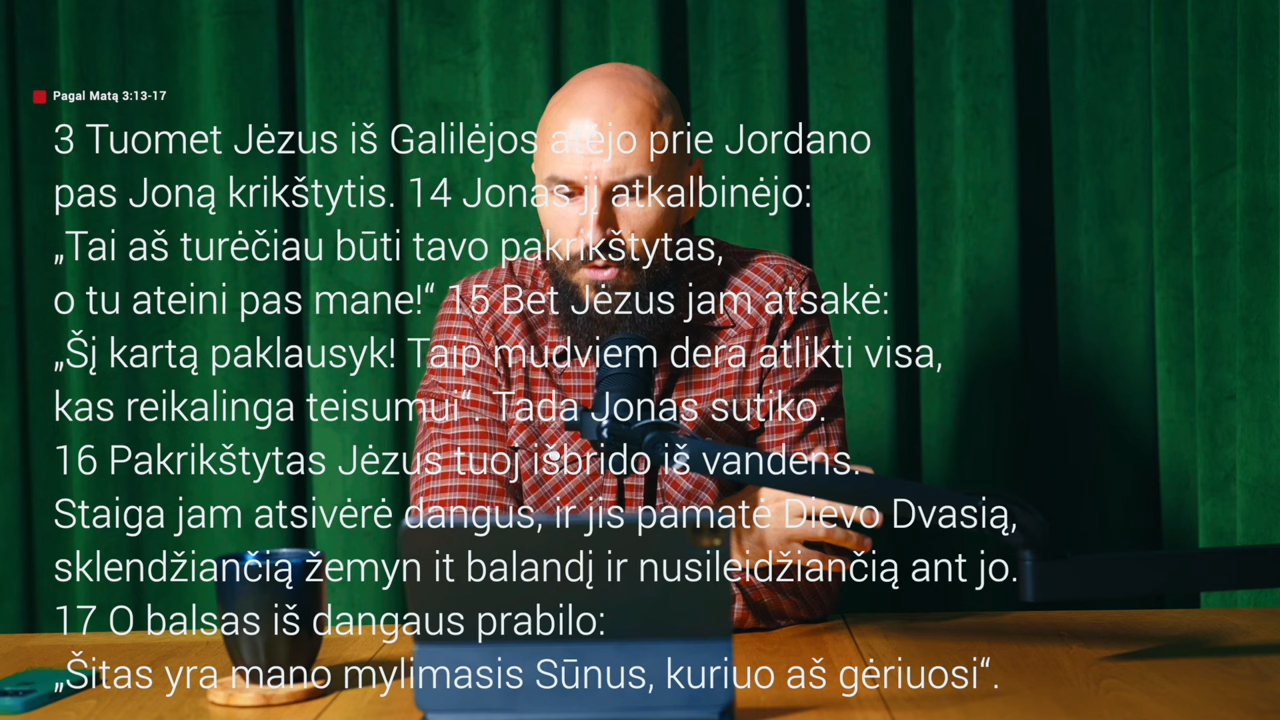 Pagal Matą 3:13-17
3 Tuomet Jėzus iš Galilėjos atėjo prie Jordano
pas Joną krikštytis. 14 Jonas jį atkalbinėjo:
„Tai aš turėčiau būti tavo pakrikštytas,
o tu ateini pas mane!“ 15 Bet Jėzus jam atsakė:
„Šį kartą paklausyk! Taip mudviem dera atlikti visa,
kas reikalinga teisumui“. Tada Jonas sutiko.
16 Pakrikštytas Jėzus tuoj išbrido iš vandens.
Staiga jam atsivėrė dangus, ir jis pamatė Dievo Dvasią,
sklendžiančią žemyn it balandį ir nusileidžiančią ant jo.
17 O balsas iš dangaus prabilo:
„Šitas yra mano mylimasis Sūnus, kuriuo aš gėriuosi“.